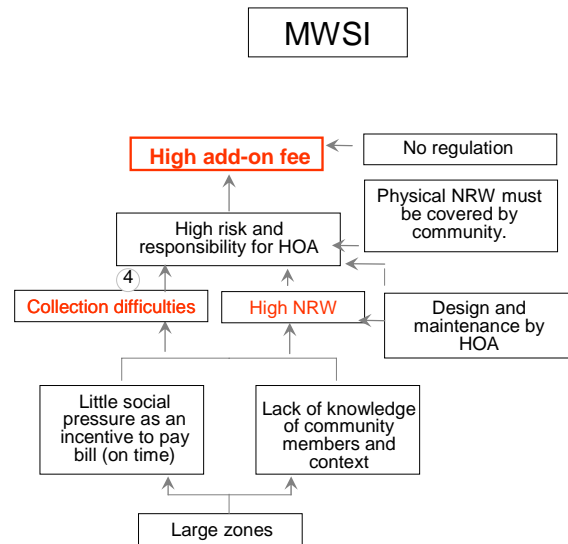 MWSI
High add-on fee
No regulation
Physical NRW must
be covered by
community.
High risk and
responsibility for HOA
4
Collection difficulties
High NRW
Design and
maintenance by
HOA
Little social
pressure as an
incentive to pay
bill (on time)
Lack of knowledge
of community
members and
context
Large zones